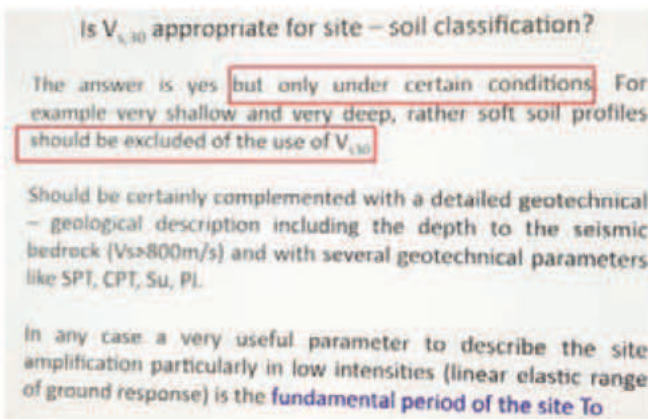 Is Vs,30 appropriate for site – soil classification?
The answer is yes but only under certain conditions. For
example very shallow and very deep, rather soft soil profiles
should be excluded of the use of Vs30
Should be certainly complemented with a detailed geotechnical
– geological description including the depth to the seismic
bedrock (Vs>800m/s) and with several geotechnical parameters
like SPT, CPT, Su, PI.
In any case a very useful parameter to describe the site
amplification particularly in low intensities (linear elastic range
of ground response) is the fundamental period of the site To